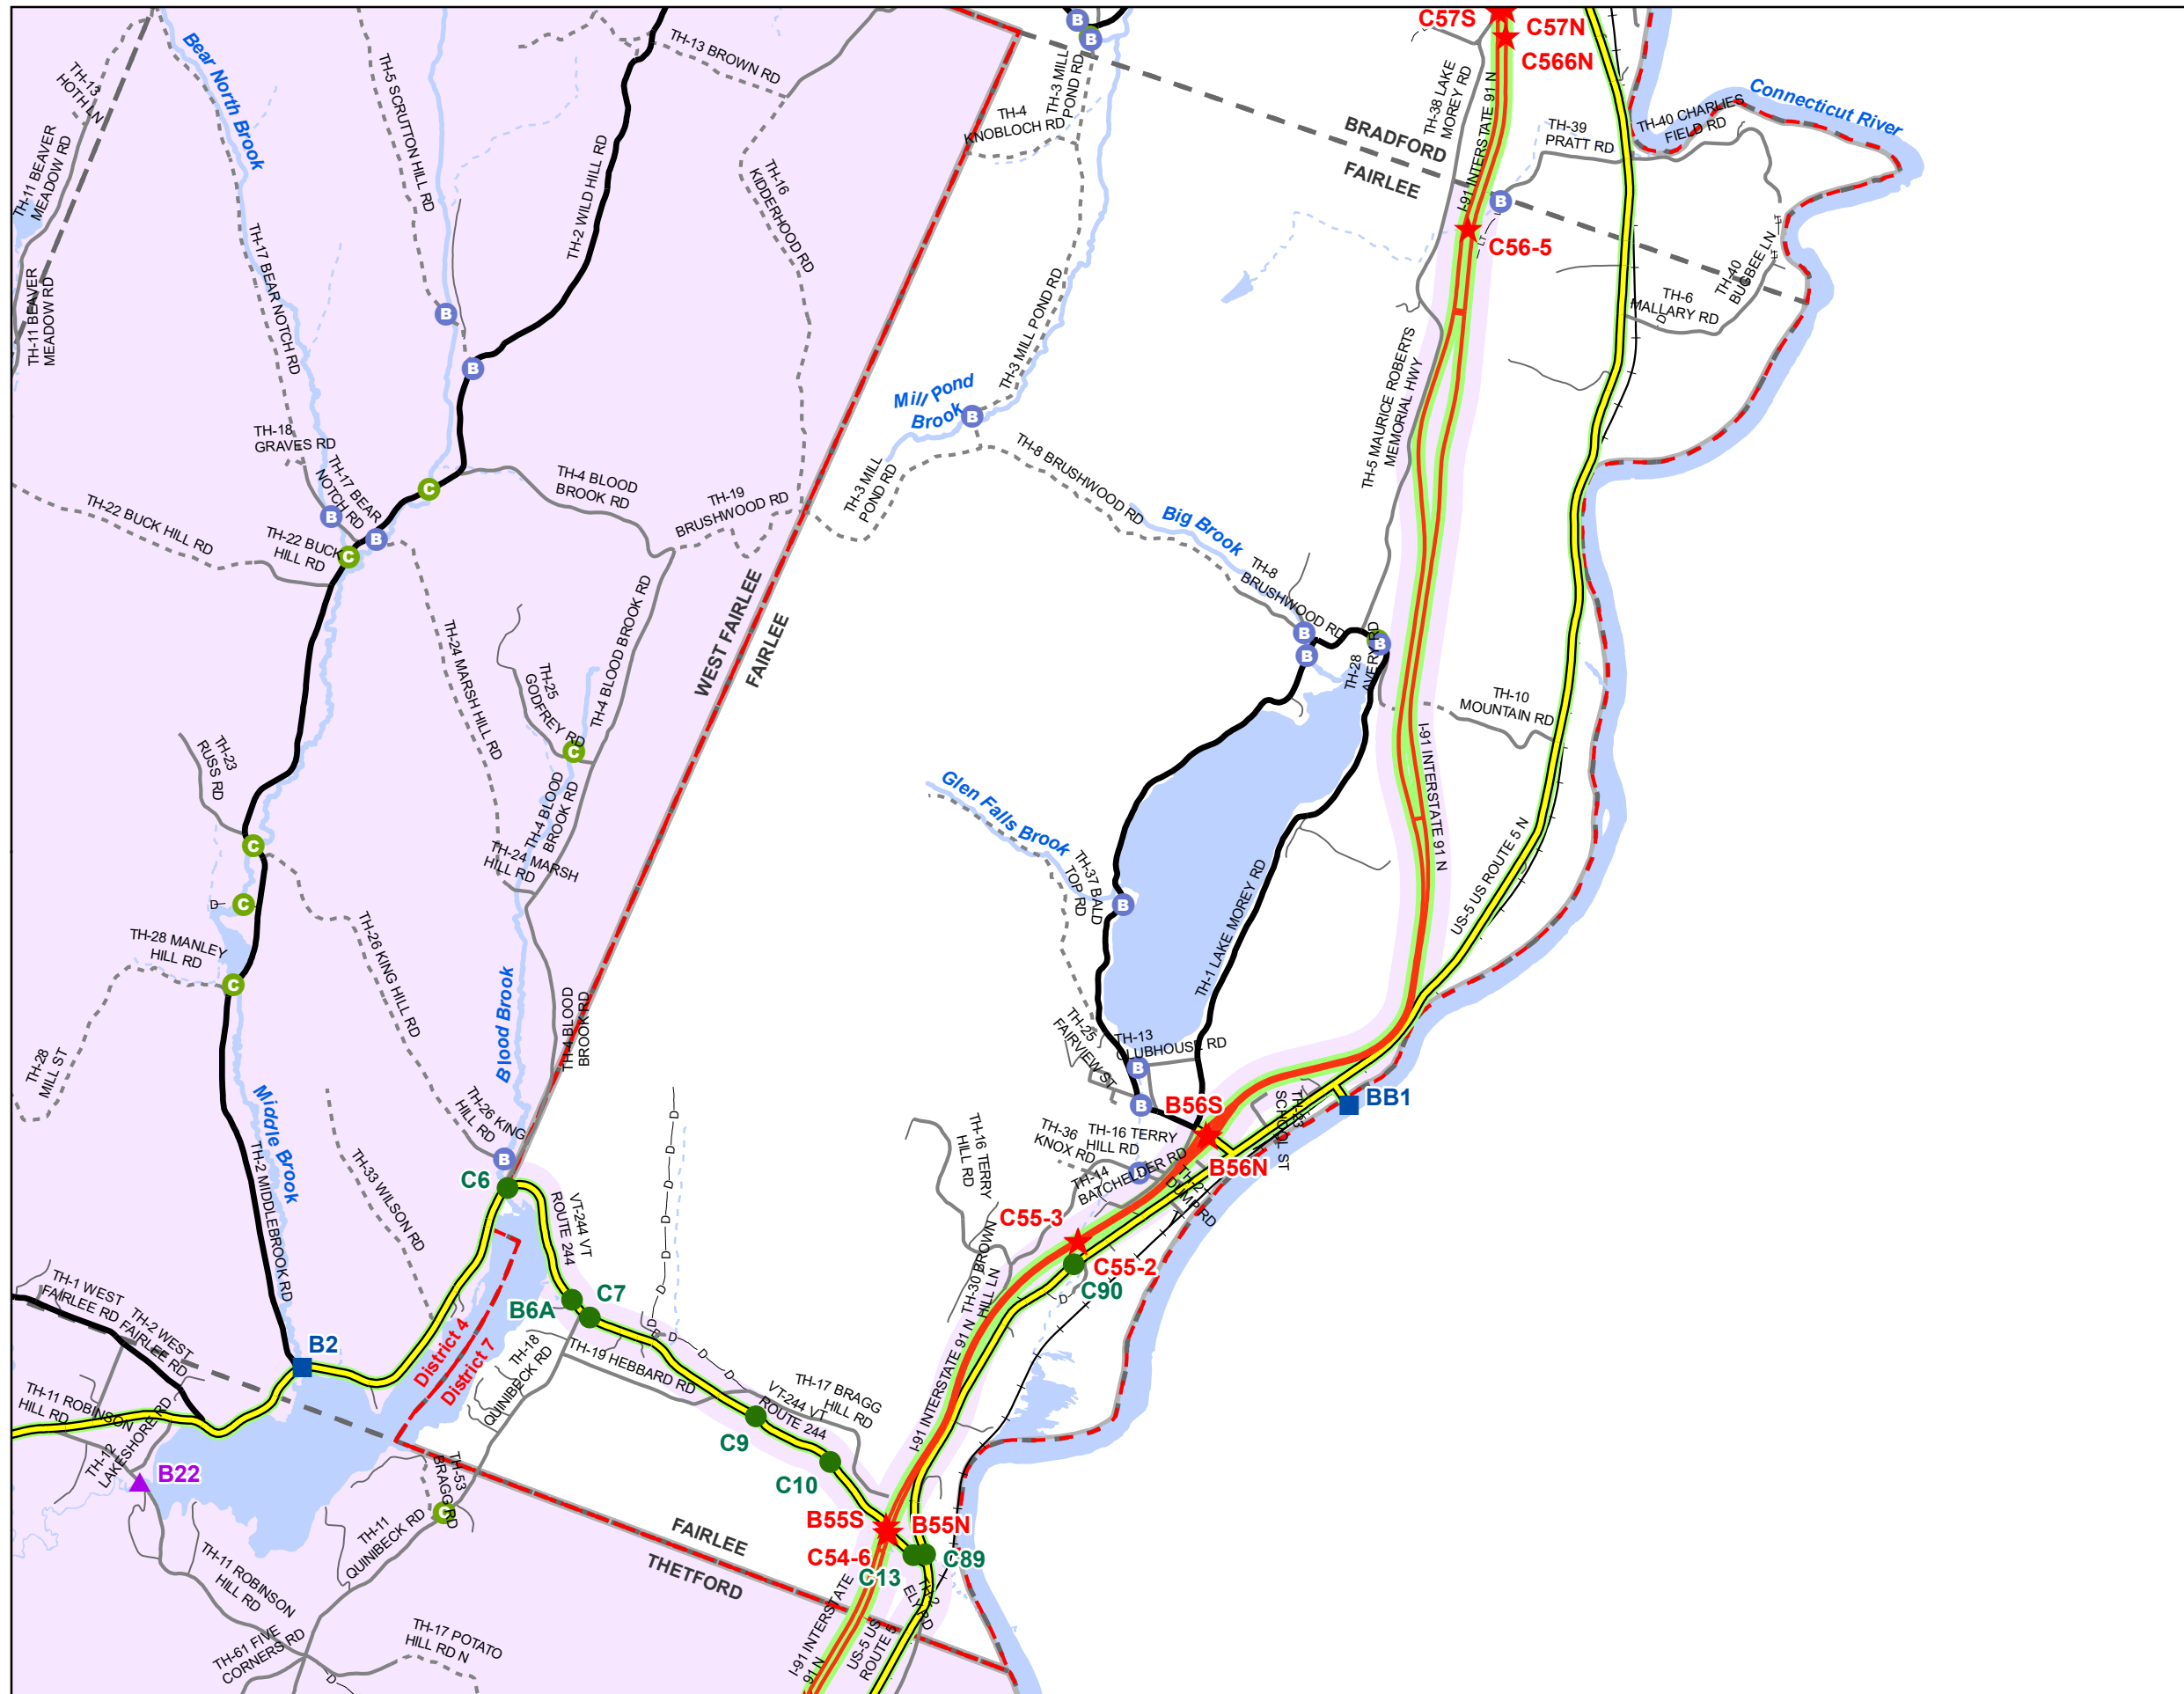 C57S
C57N
C566N
TH-13 BROWN RD
TH-13
HOTH LN
Bear North Brook
TH-5 SCRUTTON HILL RD
TH-3 MILL
POND RD
TH-4
KNOBLOCH RD
TH-38 LAKE
MOREY RD
I-91 INTERSTATE 91 N
Connecticut River
TH-40 CHARLIES
FIELD RD
TH-39
PRATT RD
BRADFORD
FAIRLEE
TH-11 BEAVER
MEADOW RD
TH-2 WILD HILL RD
TH-16
KIDDERHOOD RD
C56-5
LT
LT
LT
TH-40
BUGBEE LN
TH-6
MALLARY RD
D
TH-11 BEAVER
MEADOW RD
TH-17 BEAR NOTCH RD
B
B
B
B
B
TH-3 MILL POND RD
TH-5 MAURICE ROBERTS
MEMORIAL HWY
Mill Pond
Brook
B
TH-18
GRAVES RD
TH-17 BEAR
NOTCH RD
C
TH-4 BLOOD
BROOK RD
TH-19
BRUSHWOOD RD
TH-3 MILL
POND RD
TH-8 BRUSHWOOD RD
Big Brook
TH-22 BUCK HILL RD
TH-22 BUCK
HILL RD
B
B
C
TH-8
BRUSHWOOD RD
WEST FAIRLEE
FAIRLEE
TH-24 MARSH HILL RD
TH-25
GODFREY RD
TH-4 BLOOD BROOK RD
B
B
B
TH-28
AVERY RD
TH-10
MOUNTAIN RD
I-91 INTERSTATE 91 N
TH-23
RUSS RD
C
TH-4 BLOOD
BROOK RD
Glen Falls Brook
US-5 US ROUTE 5 N
C
TH-24 MARSH
HILL RD
TH-37 BALD
TOP RD
B
TH-1 LAKE MOREY RD
D
C
TH-28 MANLEY
HILL RD
C
TH-26 KING HILL RD
Blood Brook
TH-4 BLOOD
BROOK RD
TH-28
MILL ST
TH-25
FAIRVIEW ST
TH-13
CLUBHOUSE RD
B
B
Middle Brook
TH-2 MIDDLEBROOK RD
TH-26 KING
HILL RD
B
B56S
B56N
BB1
TH-33
SCHOOL ST
TH-16 TERRY
HILL RD
TH-36
KNOX RD
TH-16 TERRY
HILL RD
TH-14
BATCHELDER RD
DUMP RD
C6
TH-33 WILSON RD
VT-244 VT
ROUTE 244
D
D
D
D
D
D
D
C55-3
C55-2
C90
D
TH-30 BROWN
HILL LN
TH-1 WEST
FAIRLEE RD
TH-2 WEST
FAIRLEE RD
B2
District 4
District 7
B6A
C7
TH-18
QUINIBECK RD
TH-19 HEBBARD RD
D
D
D
D
TH-17 BRAGG
HILL RD
VT-244 VT
ROUTE 244
I-91 INTERSTATE 91 N
TH-11 ROBINSON
HILL RD
TH-12
LAKESHORE RD
B22
C9
C10
TH-53
BRAGG RD
C
TH-11
QUINIBECK RD
B55S
B55N
C54-6
C13
C89
FAIRLEE
THETFORD
ELY RD
TH-11 ROBINSON
HILL RD
TH-61 FIVE
CORNERS RD
TH-17 POTATO
HILL RD N
D
I-91 INTERSTATE
91 N
US-5 US
ROUTE 5